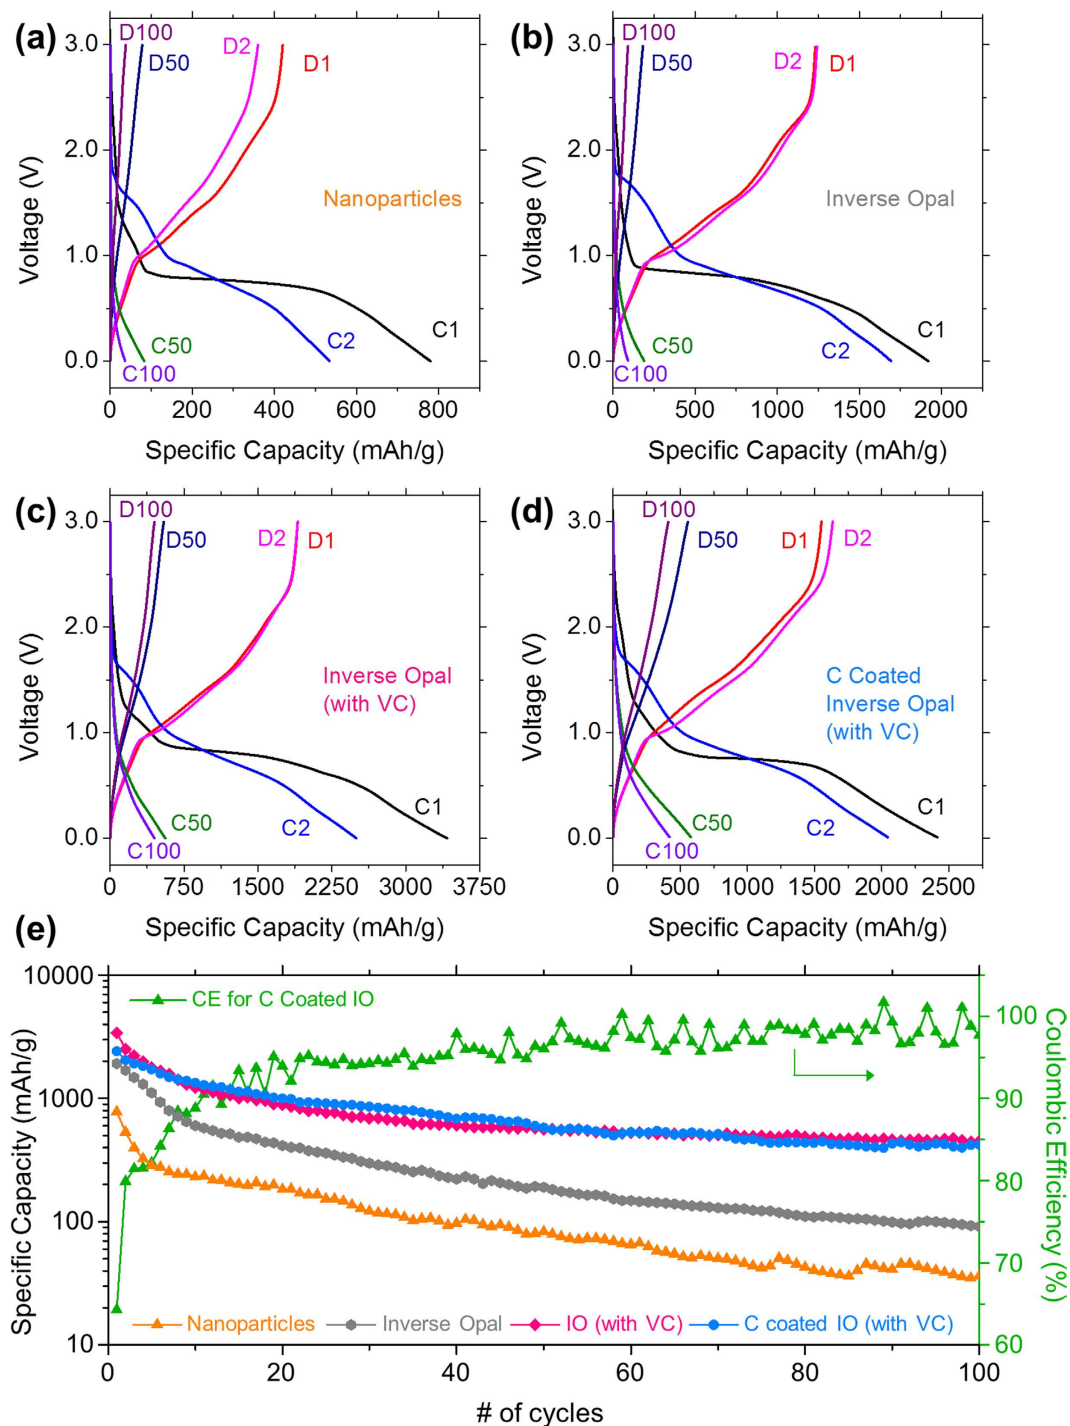 (a)
D100
D50
D2
D1
3.0
2.0
1.0
0.0
Voltage (V)
Nanoparticles
C1
C2
C50
C100
0 200 400 600 800
Specific Capacity (mAh/g)
(b)
D100
D50
D2
D1
3.0
2.0
1.0
0.0
Voltage (V)
Inverse Opal
C1
C2
C50
C100
0 500 1000 1500 2000
Specific Capacity (mAh/g)
(c)
D100
D50
D2
D1
3.0
2.0
1.0
0.0
Voltage (V)
Inverse Opal
(with VC)
C1
C2
C50
C100
0 750 1500 2250 3000 3750
Specific Capacity (mAh/g)
(d)
D100
D50
D1
D2
3.0
2.0
1.0
0.0
Voltage (V)
C Coated
Inverse Opal
(with VC)
C1
C2
C50
C100
0 500 1000 1500 2000 2500
Specific Capacity (mAh/g)
(e)
10000
1000
100
10
Specific Capacity (mAh/g)
CE for C Coated IO
100
90
80
70
60
Coulombic Efficiency (%)
Nanoparticles Inverse Opal IO (with VC) C coated IO (with VC)
0 20 40 60 80 100
# of cycles